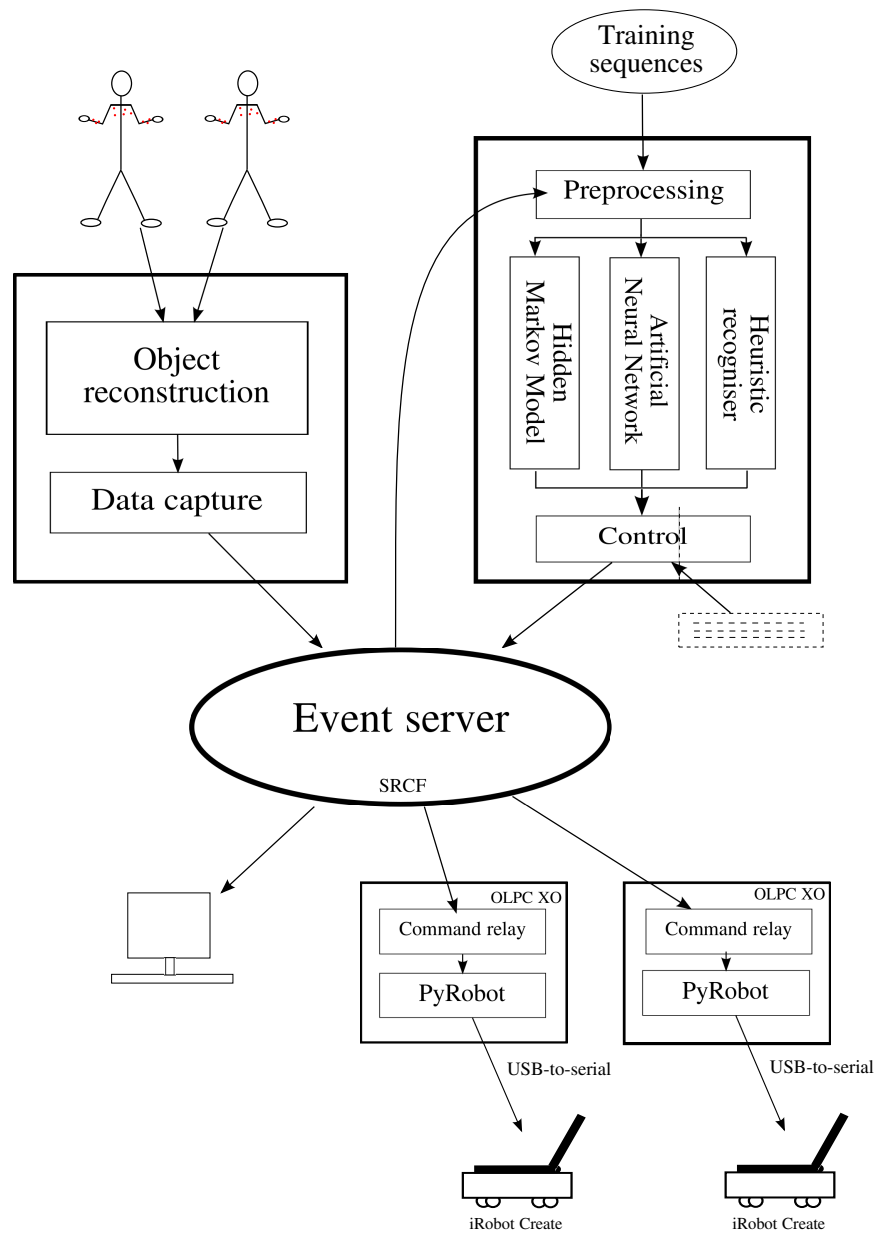 Training
sequences
Preprocessing
Hidden
Markov Model
Artificial
Neural Network
Heuristic
recogniser
Object
reconstruction
Data capture
Control
Event server
SRCF
OLPC XO
Command relay
PyRobot
USB-to-serial
iRobot Create
OLPC XO
Command relay
PyRobot
USB-to-serial
iRobot Create